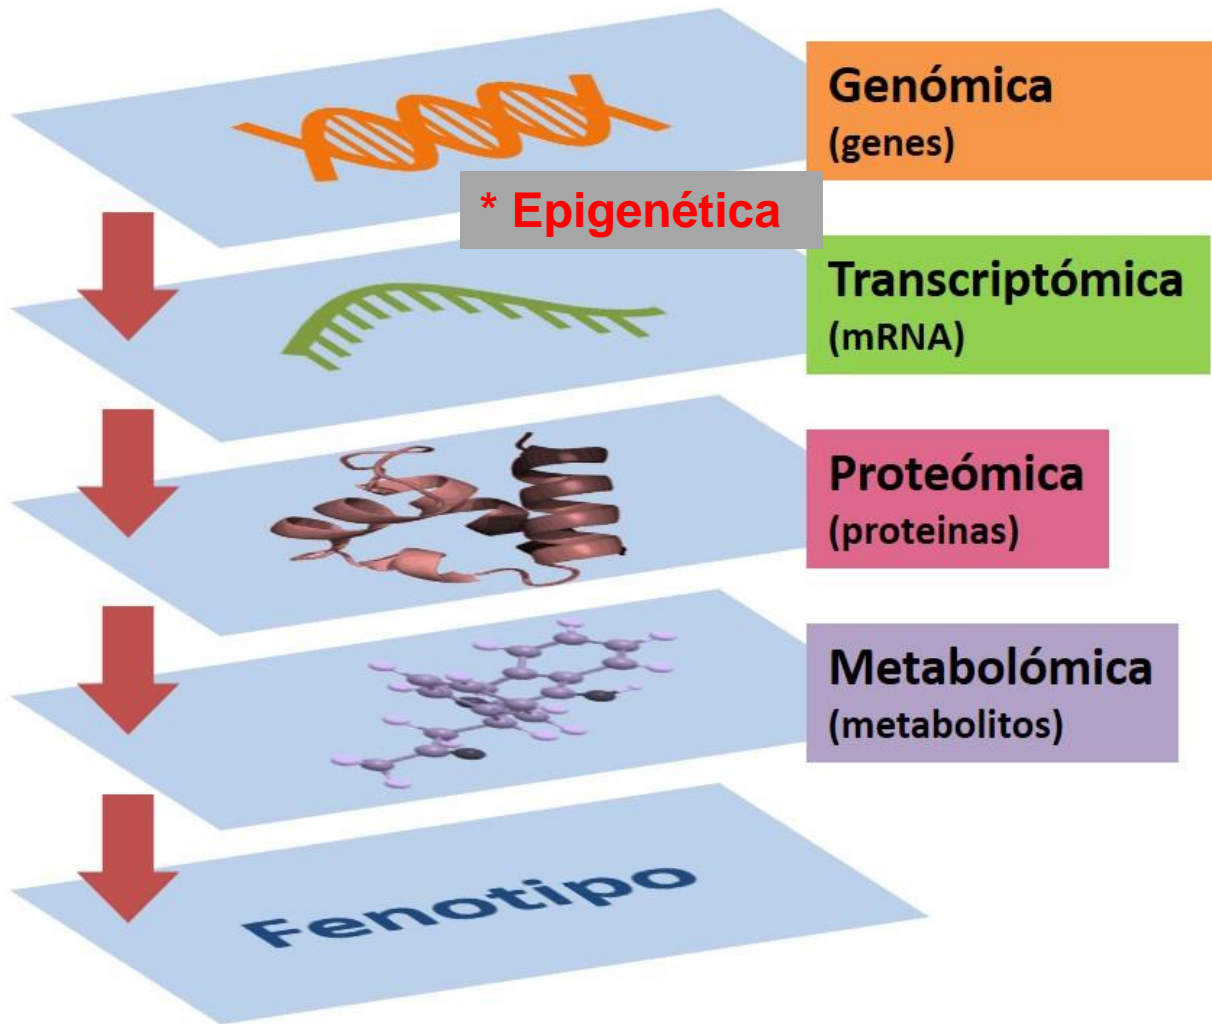 Genómica
(genes)
* Epigenética
Transcriptómica
(mRNA)
Proteómica
(proteinas)
Metabolómica
(metabolitos)
Fenotipo